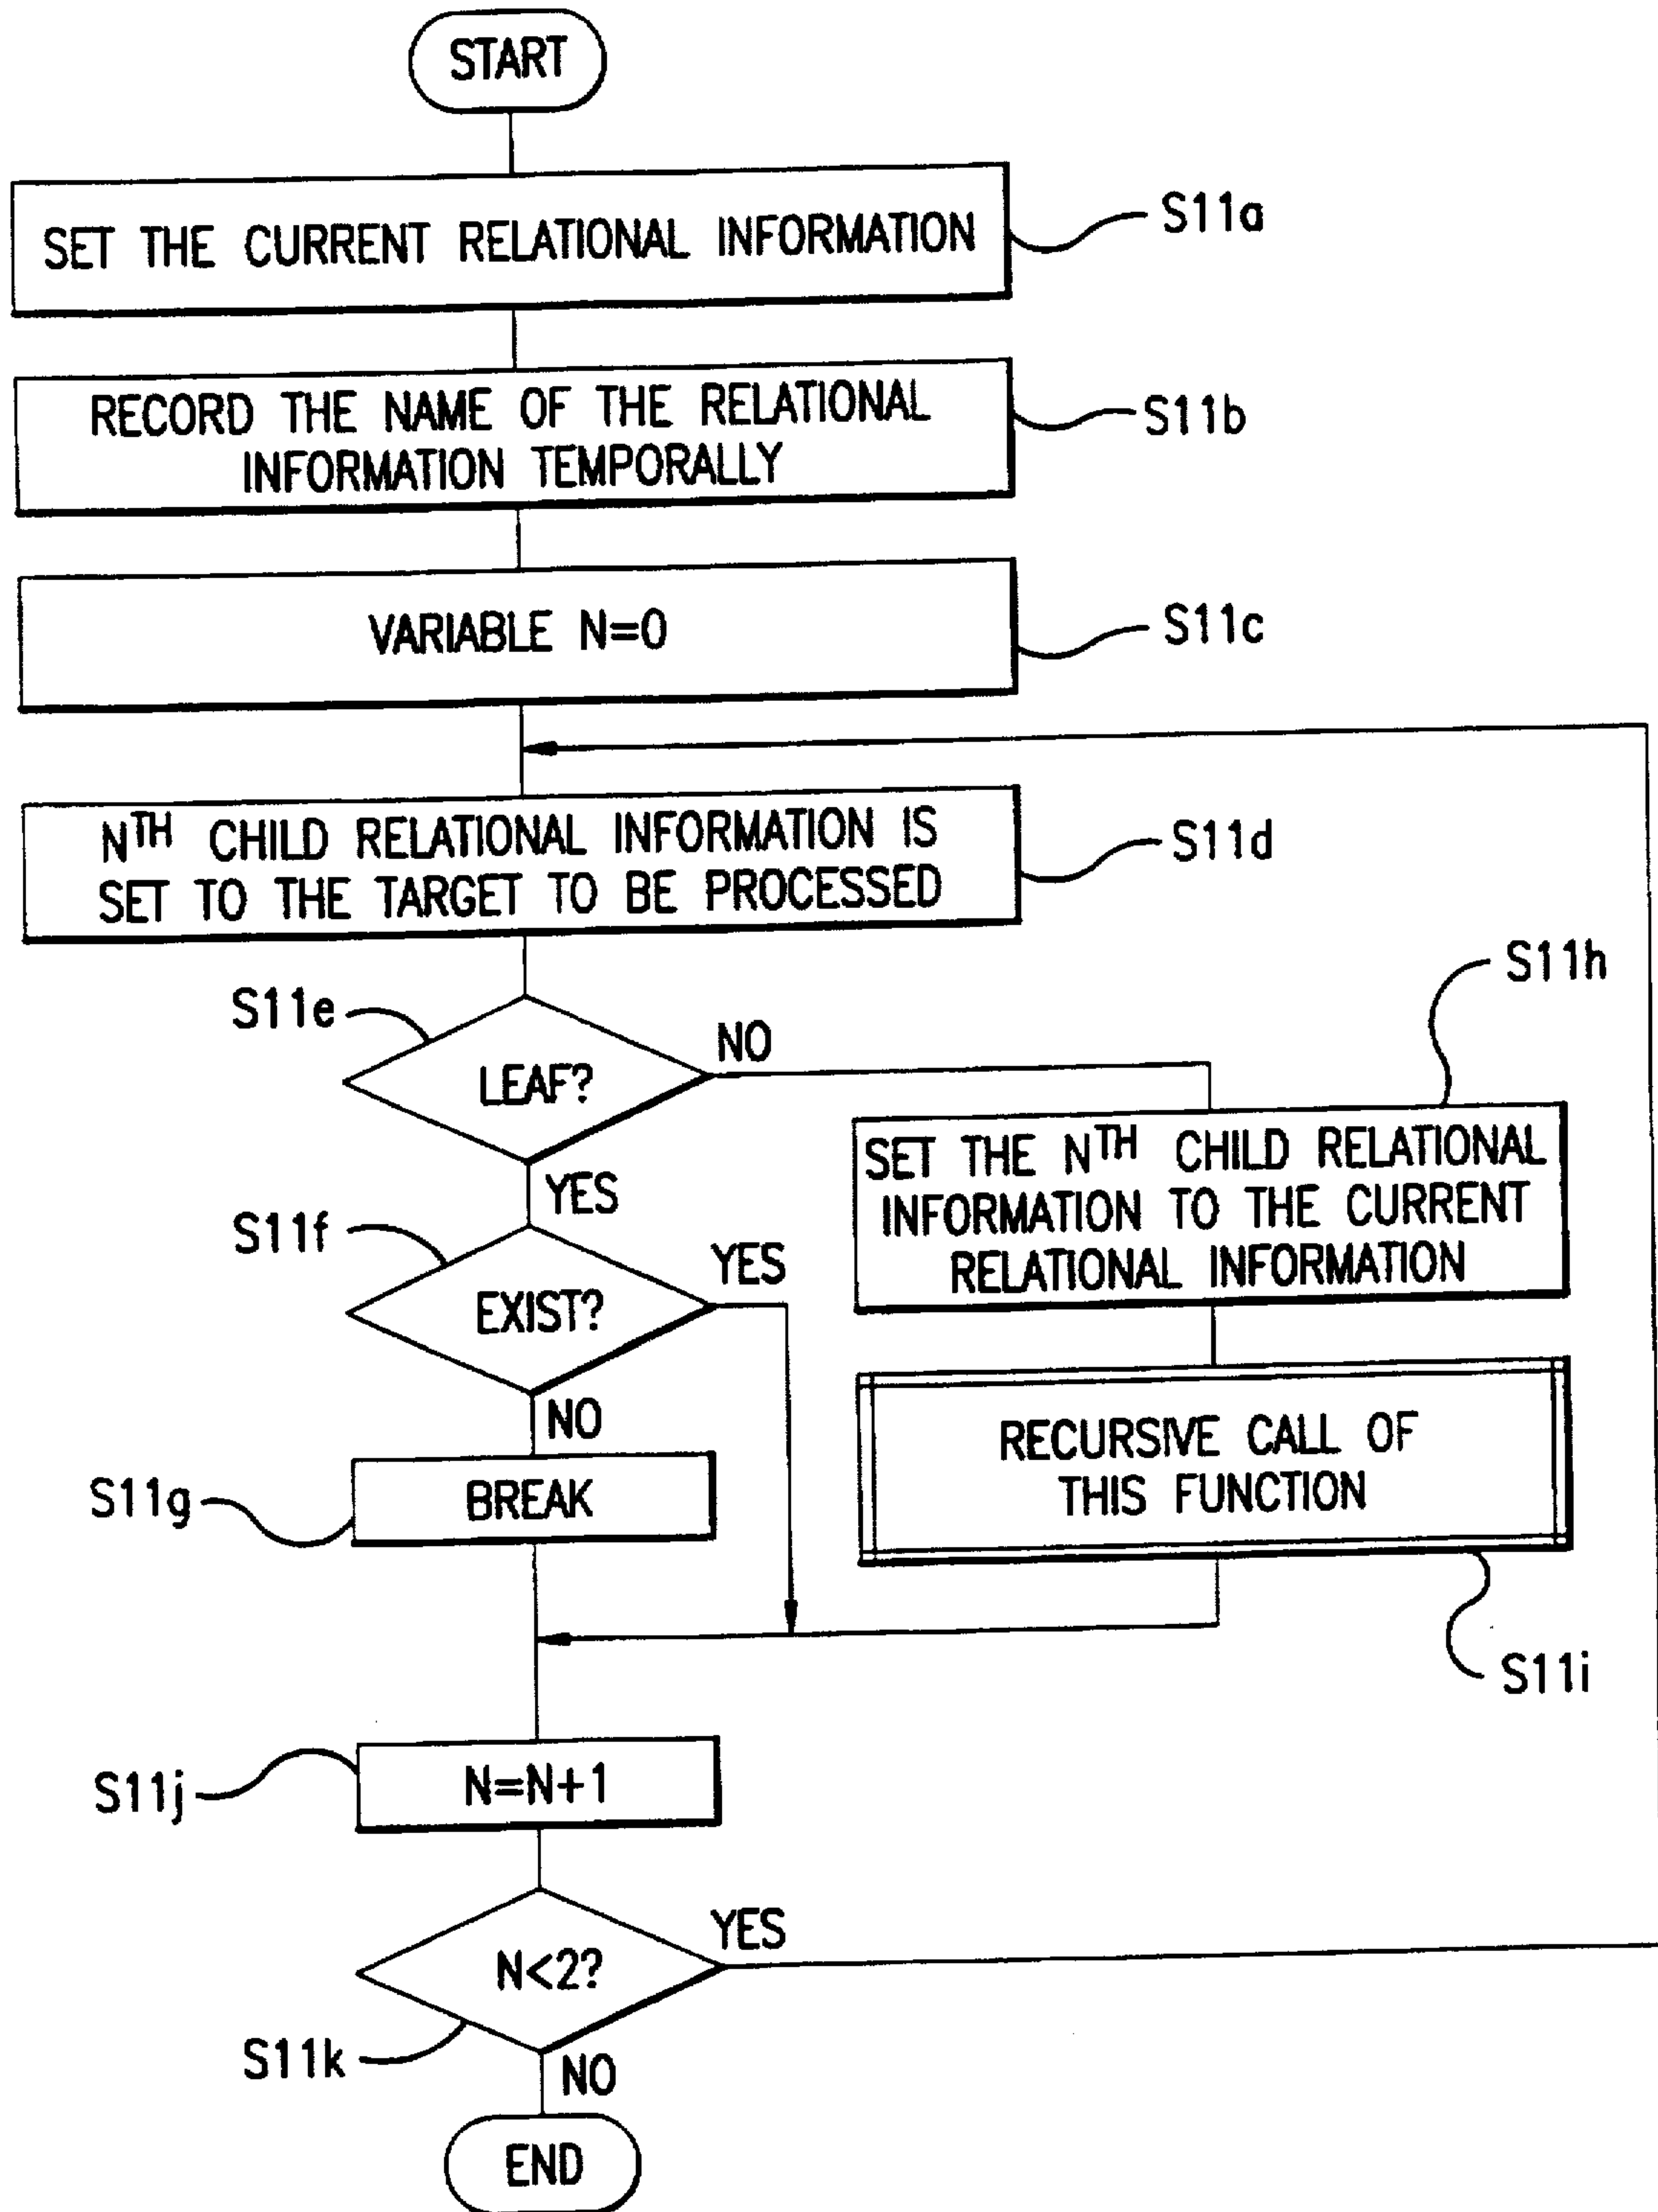 START
SET THE CURRENT RELATIONAL INFORMATION
S11a
RECORD THE NAME OF THE RELATIONAL
INFORMATION TEMPORALLY
S11b
VARIABLE N=0
S11c
NTH CHILD RELATIONAL INFORMATION IS
SET TO THE TARGET TO BE PROCESSED
S11d
S11e
LEAF?
NO
YES
S11h
SET THE NTH CHILD RELATIONAL
INFORMATION TO THE CURRENT
RELATIONAL INFORMATION
S11f
EXIST?
YES
NO
RECURSIVE CALL OF
THIS FUNCTION
S11i
S11g
BREAK
S11j
N=N+1
N<2?
YES
S11k
NO
END